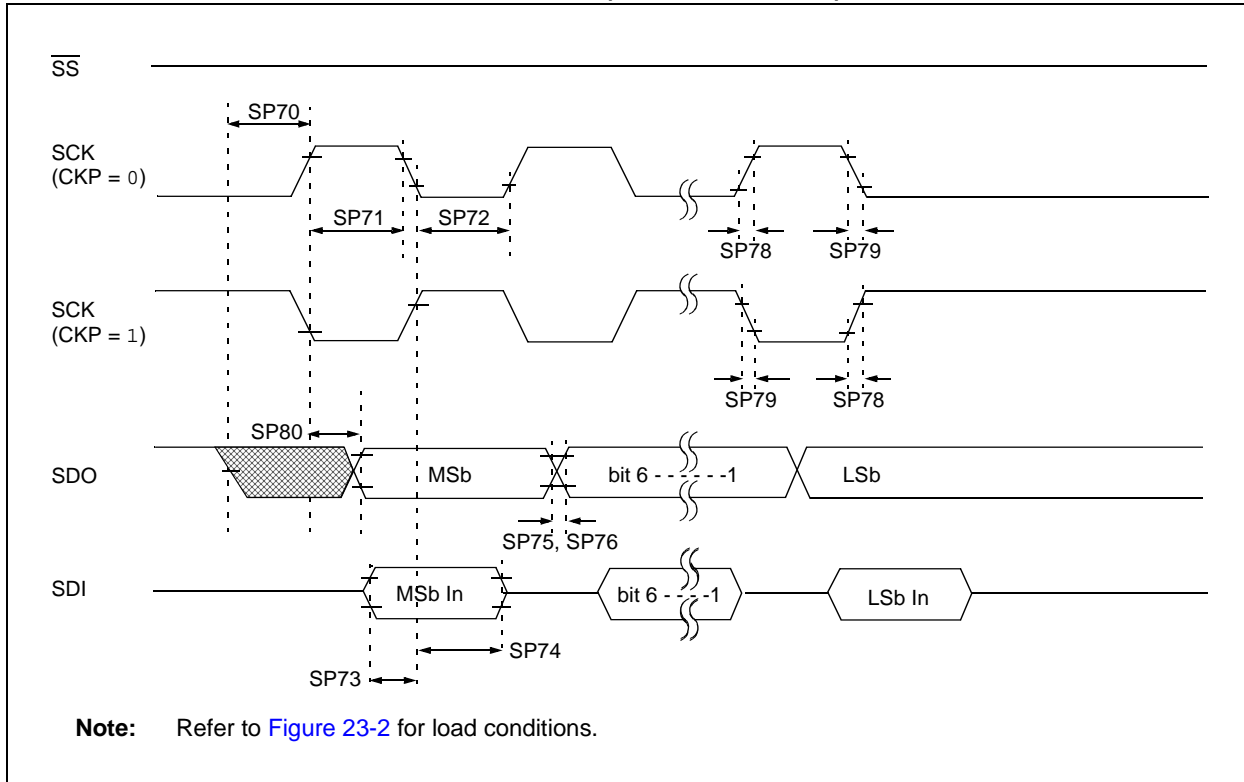 SS
SP70
SCK
(CKP = 0)
SP71
SP72
SP78
SP79
SCK
(CKP = 1)
SP79
SP78
SP80
SDO
MSb
bit 6 - - - - - -1
LSb
SP75, SP76
SDI
MSb In
bit 6 - - - -1
LSb In
SP74
SP73
Note: Refer to Figure 23-2 for load conditions.